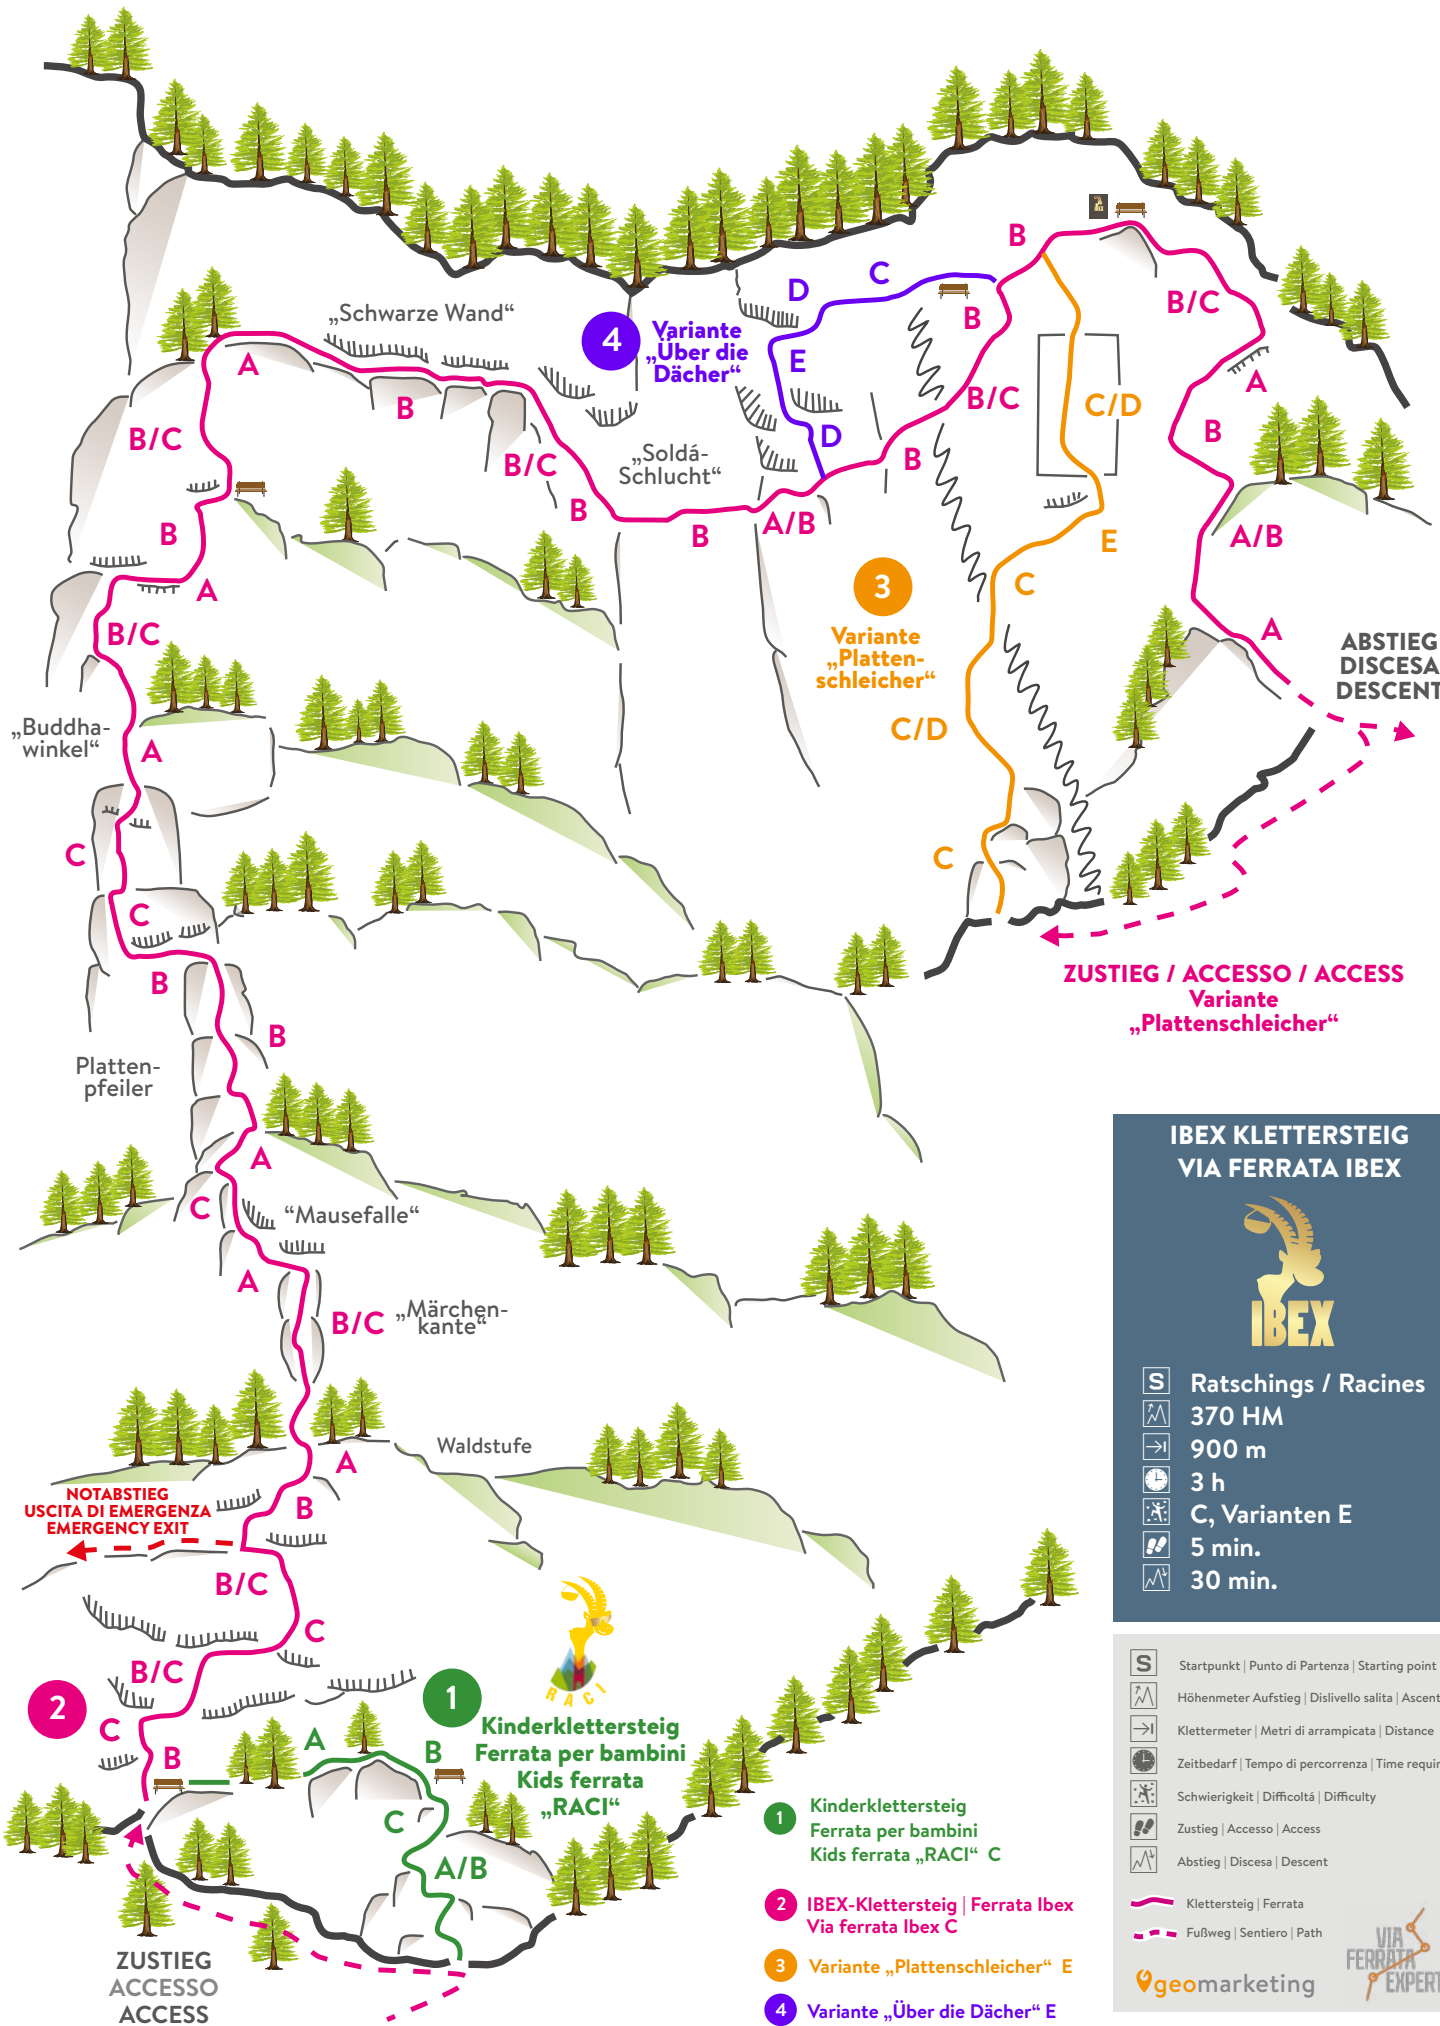 „Schwarze Wand“
4
Variante
„Über die
Dächer“
D
C
B
B
B/C
E
D
B/C
C/D
A
B
B
A/B
A
ABSTIEG
DISCESA
DESCENT
A
B/C
B
B/C
„Soldá-
Schlucht“
B
B
A/B
E
C
3
Variante
„Platten-
schleicher“
C/D
C
B
A
B/C
„Buddha-
winkel“
A
C
C
B
B
Platten-
pfeiler
ZUSTIEG / ACCESSO / ACCESS
Variante
„Plattenschleicher“
A
C
“Mausefalle“
A
B/C
„Märchen-
kante“
Waldstufe
A
B
NOTABSTIEG
USCITA DI EMERGENZA
EMERGENCY EXIT
B/C
C
B/C
2
C
B
RACI
1
Kinderklettersteig
Ferrata per bambini
Kids ferrata
„RACI“
A
B
C
A/B
ZUSTIEG
ACCESSO
ACCESS
IBEX KLETTERSTEIG
VIA FERRATA IBEX
IBEX
S Ratschings / Racines
370 HM
900 m
3 h
C, Varianten E
5 min.
30 min.
S Startpunkt | Punto di Partenza | Starting point
Höhenmeter Aufstieg | Dislivello salita | Ascent
Klettermeter | Metri di arrampicata | Distance
Zeitbedarf | Tempo di percorrenza | Time requir
Schwierigkeit | Difficoltá | Difficulty
Zustieg | Accesso | Access
Abstieg | Discesa | Descent
Klettersteig | Ferrata
Fußweg | Sentiero | Path
geomarketing
VIA
FERRATA
EXPERT
1 Kinderklettersteig
Ferrata per bambini
Kids ferrata „RACI“ C
2 IBEX-Klettersteig | Ferrata Ibex
Via ferrata Ibex C
3 Variante „Plattenschleicher“ E
4 Variante „Über die Dächer“ E